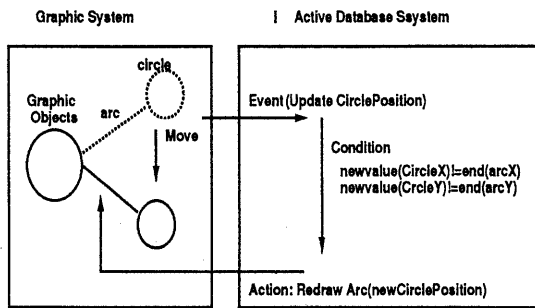 Graphic System
I Active Database Ssystem
circle
Graphic
Objects
arc
Move
Event (Update CirclePosition)
Condition
newvalue(CircleX)!=end(arcX)
newvalue(CrcleY)!=end(arcY)
Action: Redraw Arc(newCirclePosition)